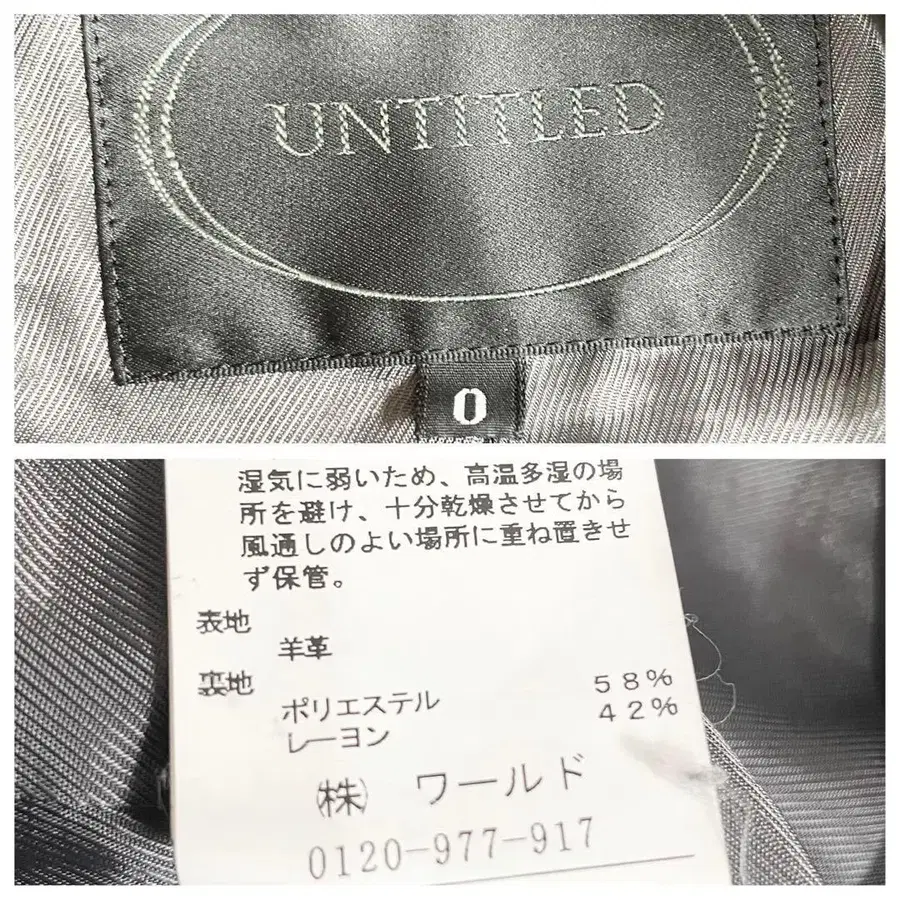 UNTITLED
0
湿気に弱いため、高温多湿の場
所を避け、十分乾燥させてから
風通しのよい場所に重ね置きせ
ず保管。
表地
羊革
裏地
ポリエステル 58%
レーヨン 42%
(株) ワールド
0120-977-917